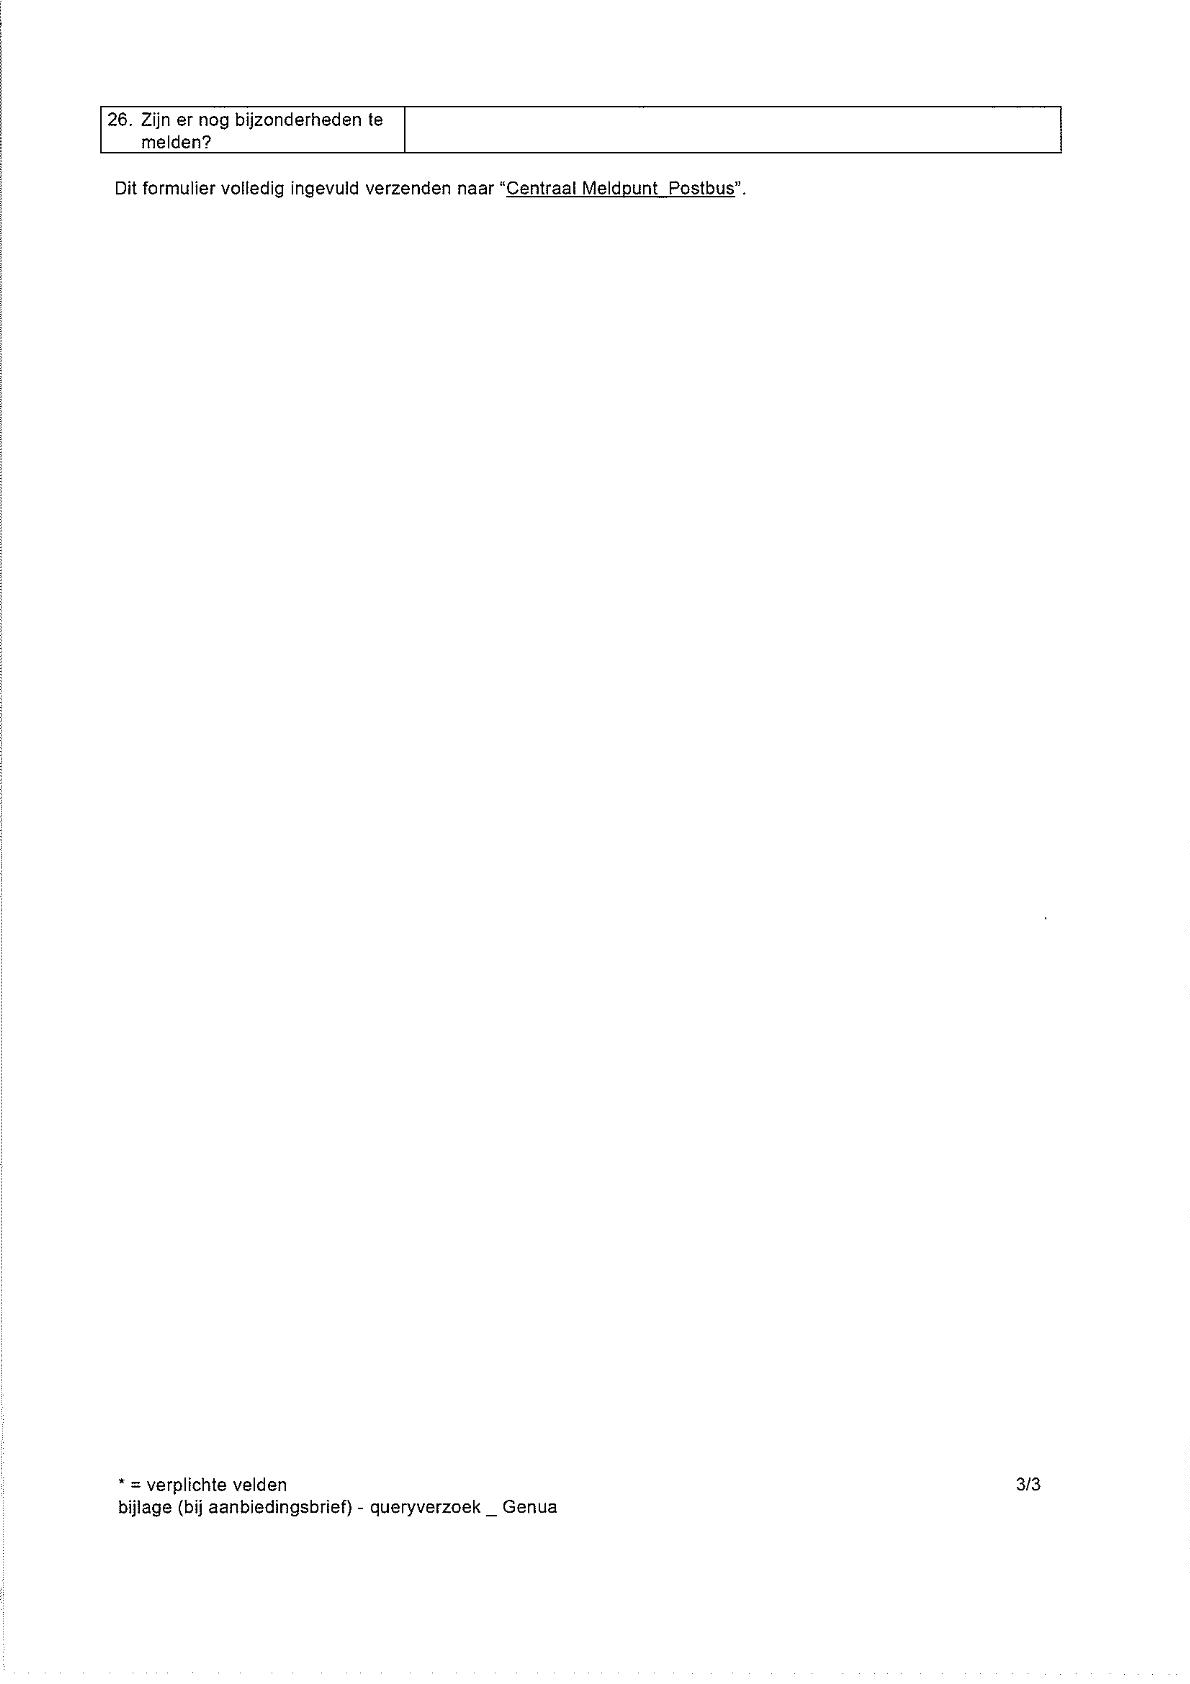 26. Zijn er nog bijzonderheden te
melden?
Dit formulier volledig ingevuld verzenden naar “Centraal Meldpunt_Postbus”.
* = verplichte velden
3/3
bijlage (bij aanbiedingsbrief) - queryverzoek _ Genua